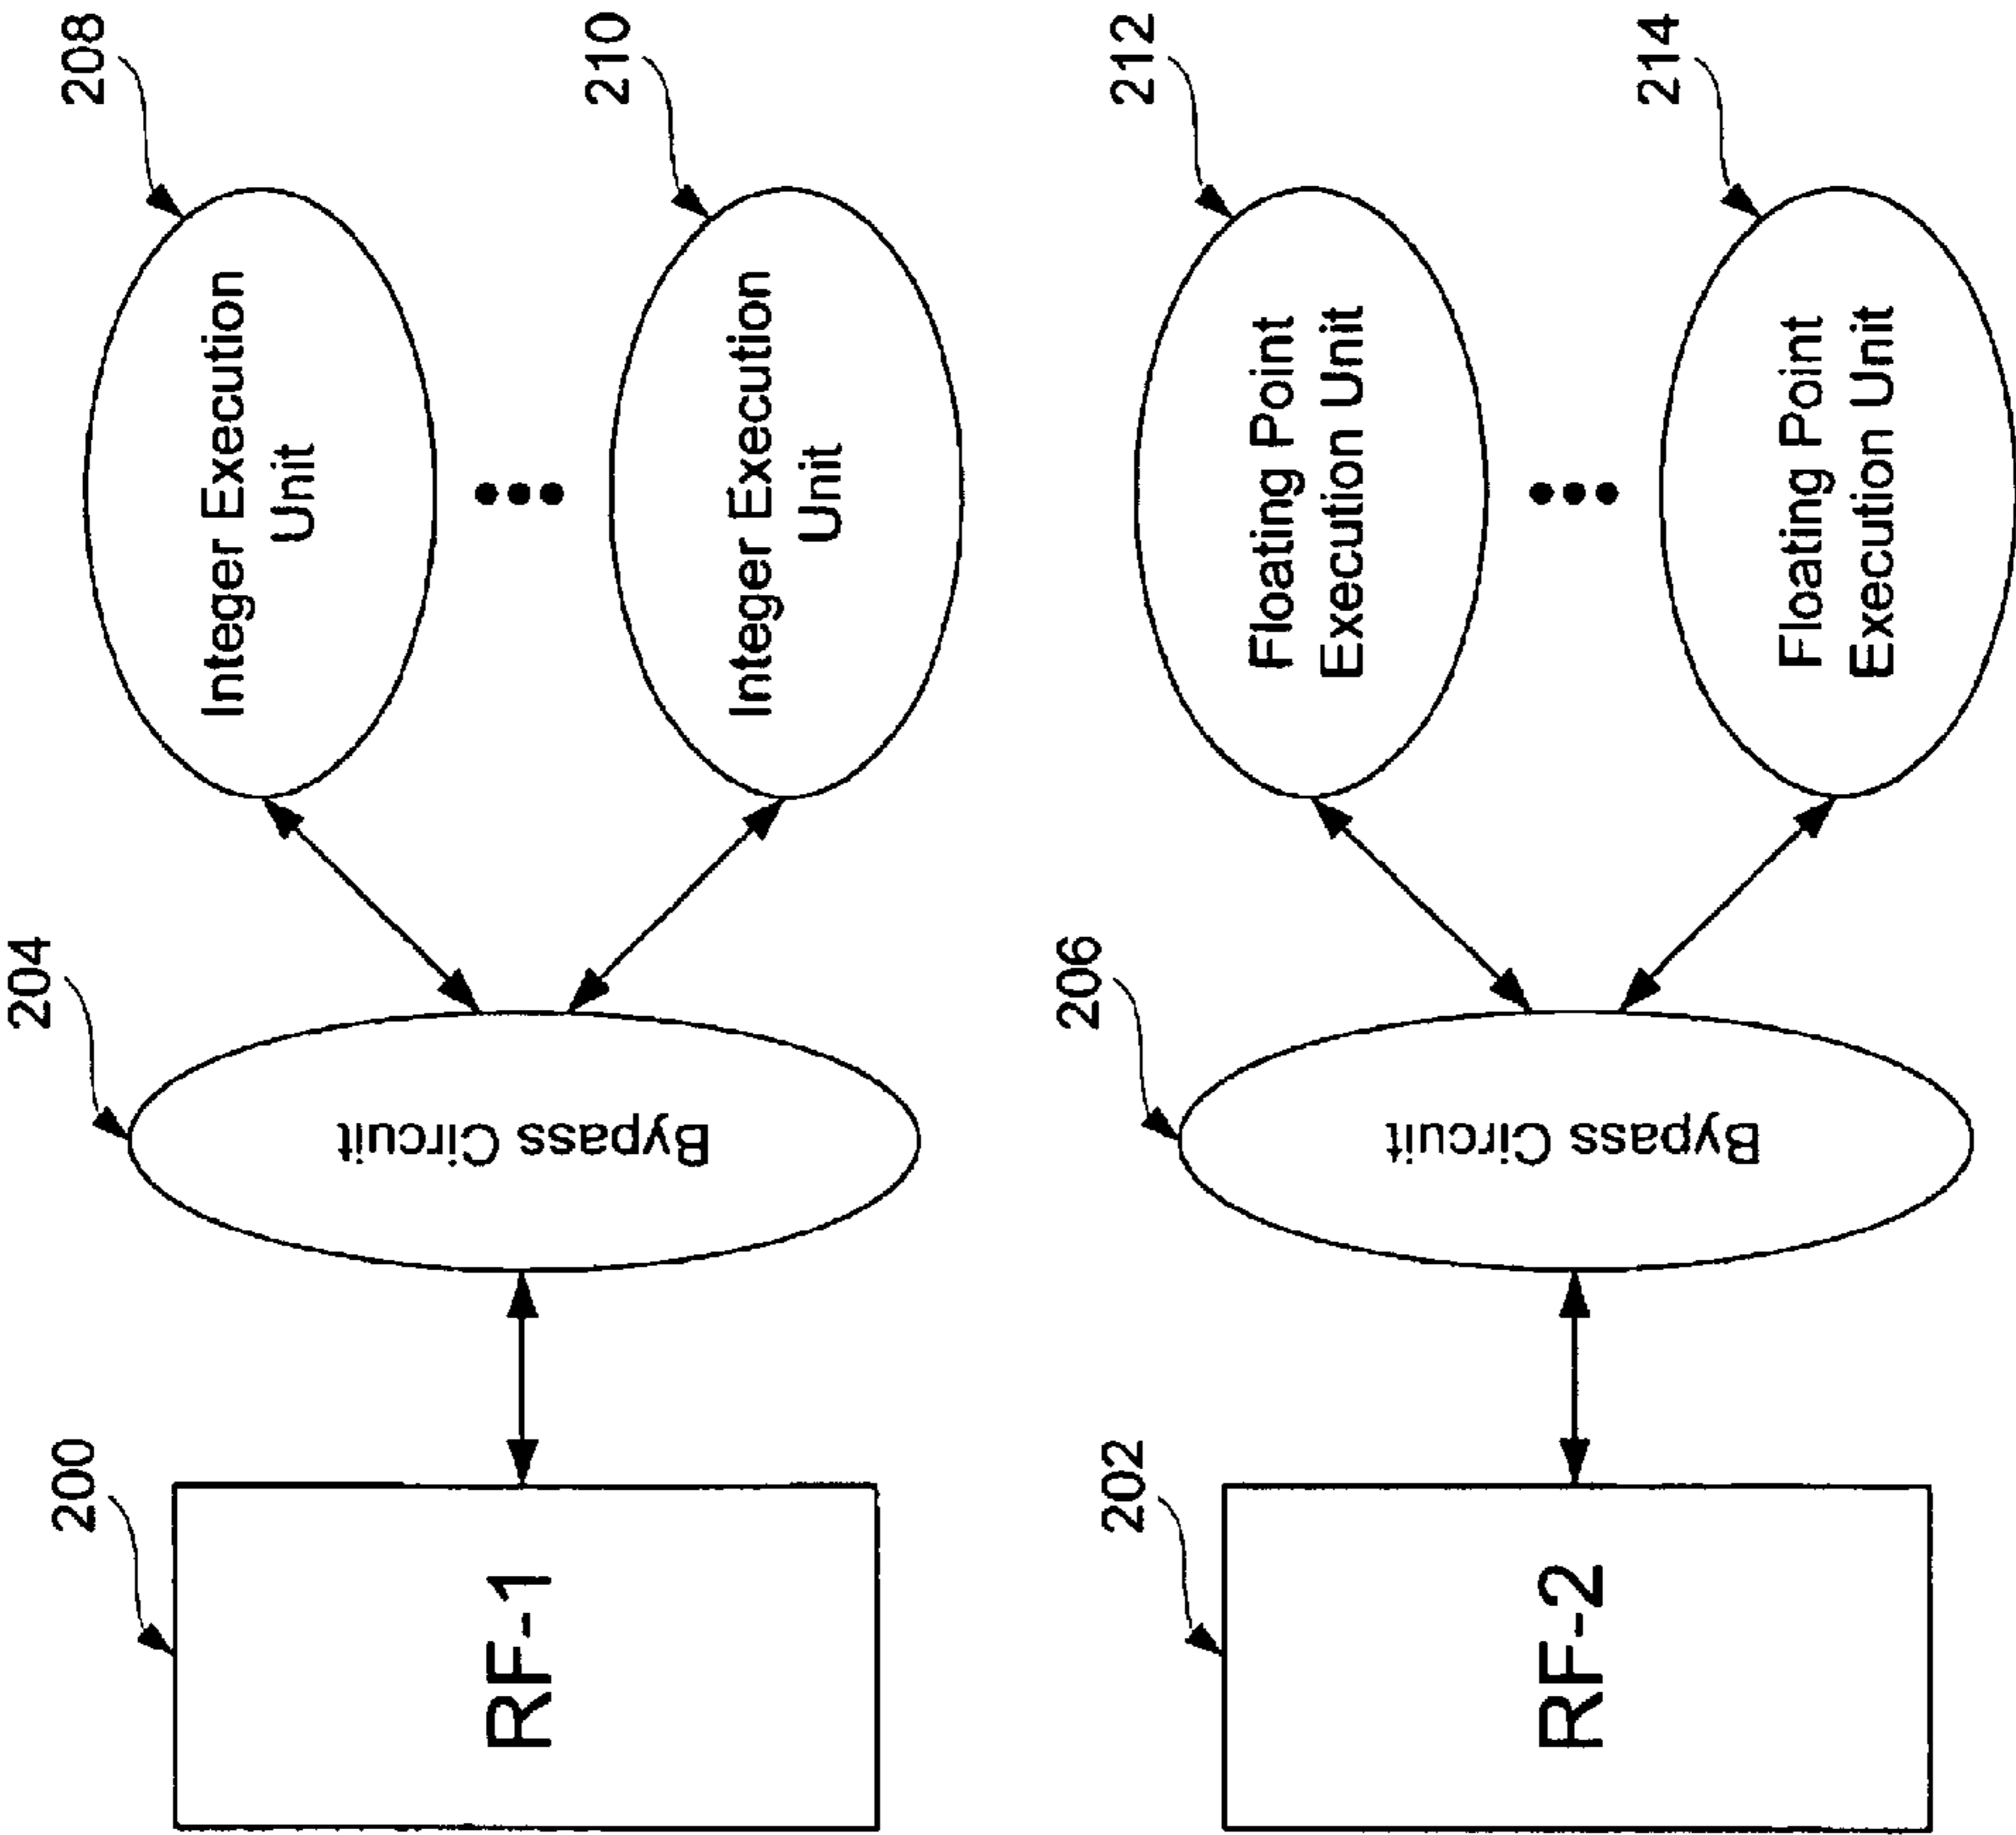 208
Integer Execution
Unit
210
Integer Execution
Unit
212
Floating Point
Execution Unit
214
Floating Point
Execution Unit
204
Bypass Circuit
206
Bypass Circuit
200
RF-1
202
RF-2